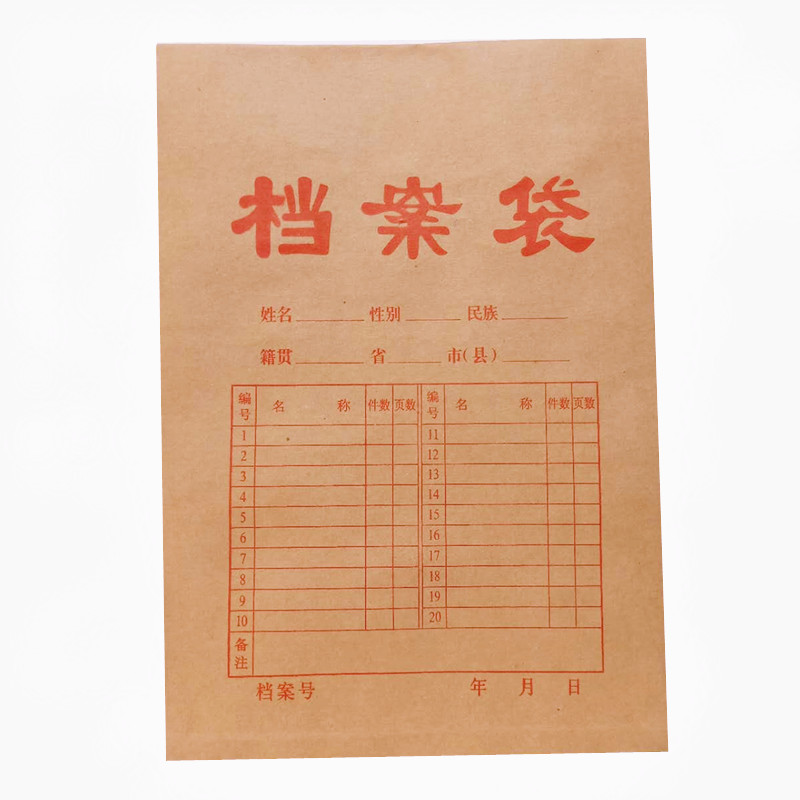 档案袋
姓名 性别 民族
籍贯 省 市(县)
编号 名 称 件数 页数 编号 名 称 件数 页数
1 11
2 12
3 13
4 14
5 15
6 16
7 17
8 18
9 19
10 20
备注
档案号 年 月 日